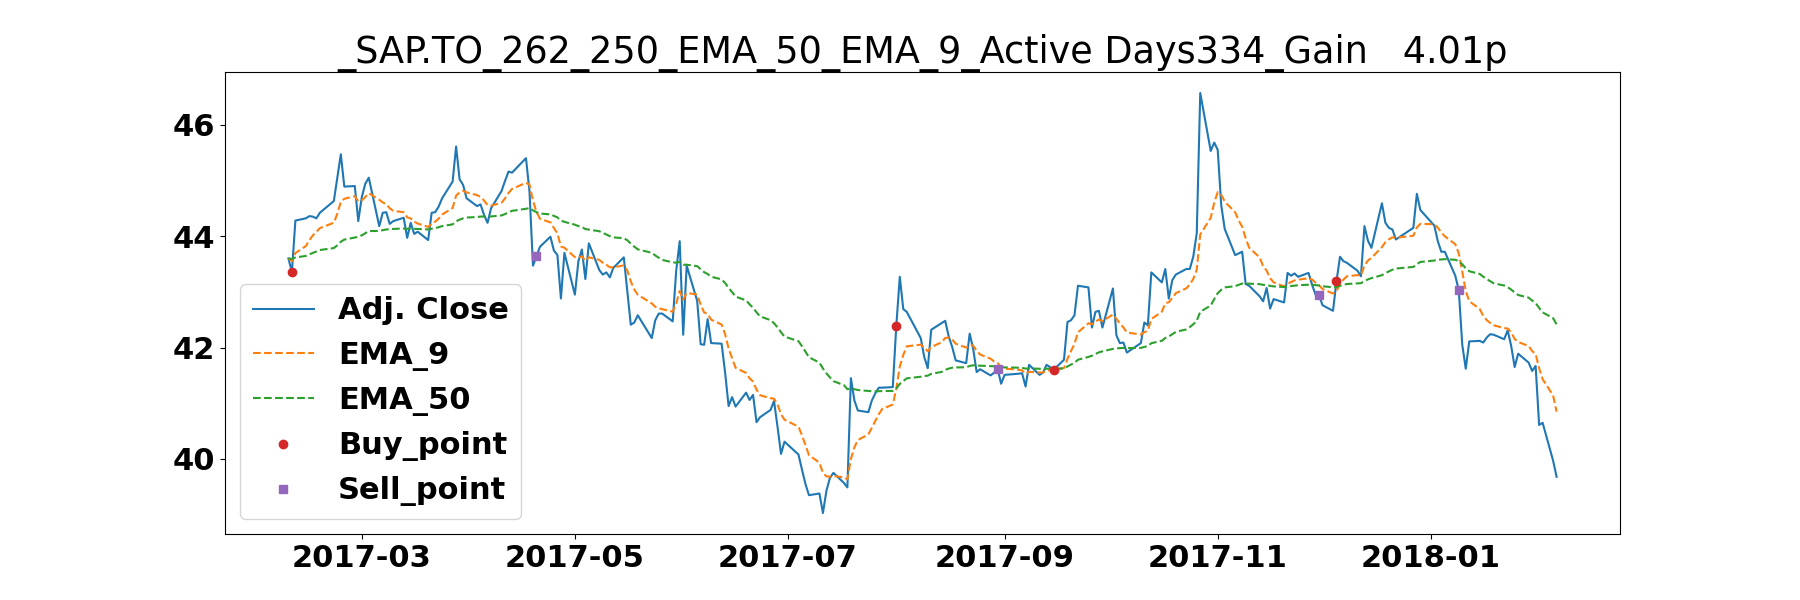 _SAP.TO_262_250_EMA_50_EMA_9_Active Days334_Gain   4.01p
46
44
42
40
Adj. Close
EMA_9
EMA_50
Buy_point
Sell_point
2017-03 2017-05 2017-07 2017-09 2017-11 2018-01